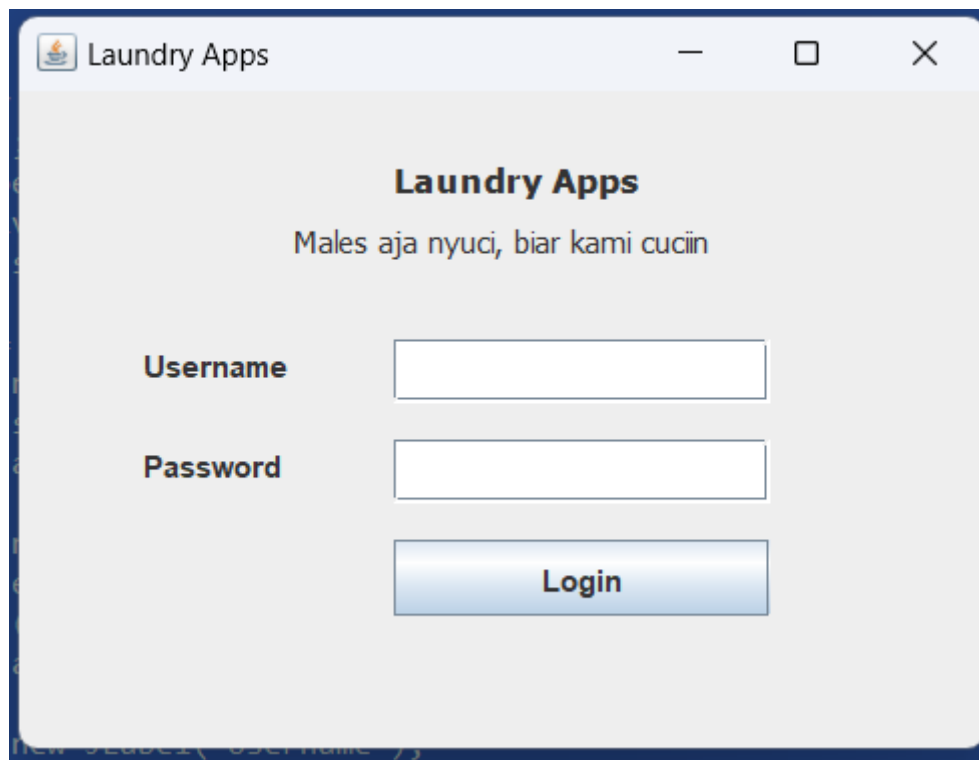 Laundry Apps
Laundry Apps
Males aja nyuci, biar kami cuciin
Username
Password
Login